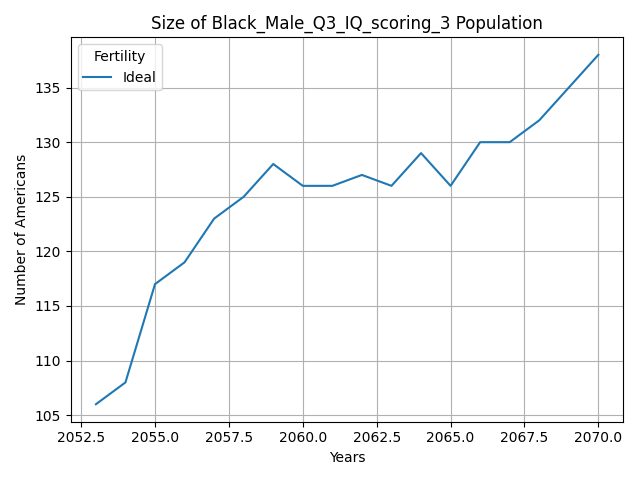 Size of Black_Male_Q3_IQ_scoring_3 Population
Fertility
Ideal
Number of Americans
135
130
125
120
115
110
105
2052.5 2055.0 2057.5 2060.0 2062.5 2065.0 2067.5 2070.0
Years